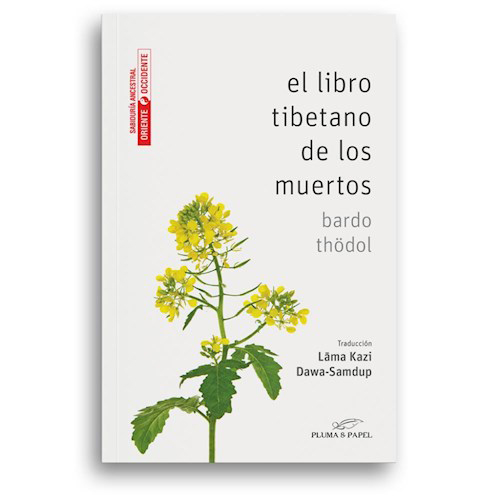 SABIDURÍA ANCESTRAL
ORIENTE OCCIDENTE
el libro
tibetano
de los
muertos
bardo
thödol
Traducción
Lāma Kazi
Dawa-Samdup
PLUMA & PAPEL